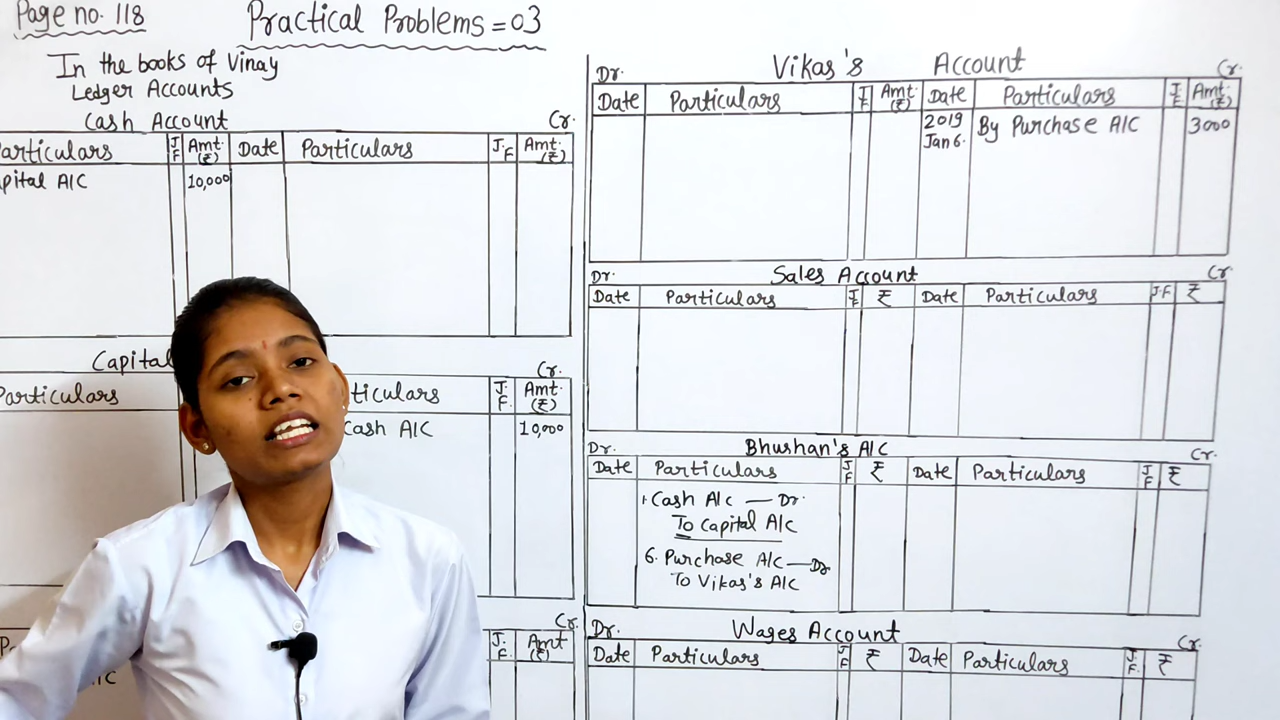 Page no. 118
Practical Problems = 03
In the books of Vinay
Ledger Accounts
Cash Account Cr.
articulars J.F Amt. (₹) Date Particulars J.F Amt. (₹)
pital A/C 10,000
Capital Cr.
Particulars ticulars J.F. Amt. (₹)
Cash A/C 10,000
Cr.
J.F. Amt (₹)
A/C
Dr. Vikas's Account Cr.
Date Particulars J.F Amt. (₹) Date Particulars J.F Amt. (₹)
2019 Jan 6. By Purchase A/C 3000
Dr. Sales Account Cr.
Date Particulars J.F ₹ Date Particulars J.F ₹
Dr. Bhushan's A/C Cr.
Date Particulars J.F ₹ Date Particulars J.F ₹
1. Cash A/c — Dr.
To Capital A/C
6. Purchase A/C — Dr
To Vikas's A/C
Dr. Wages Account Cr.
Date Particulars J.F ₹ Date Particulars J.F. ₹